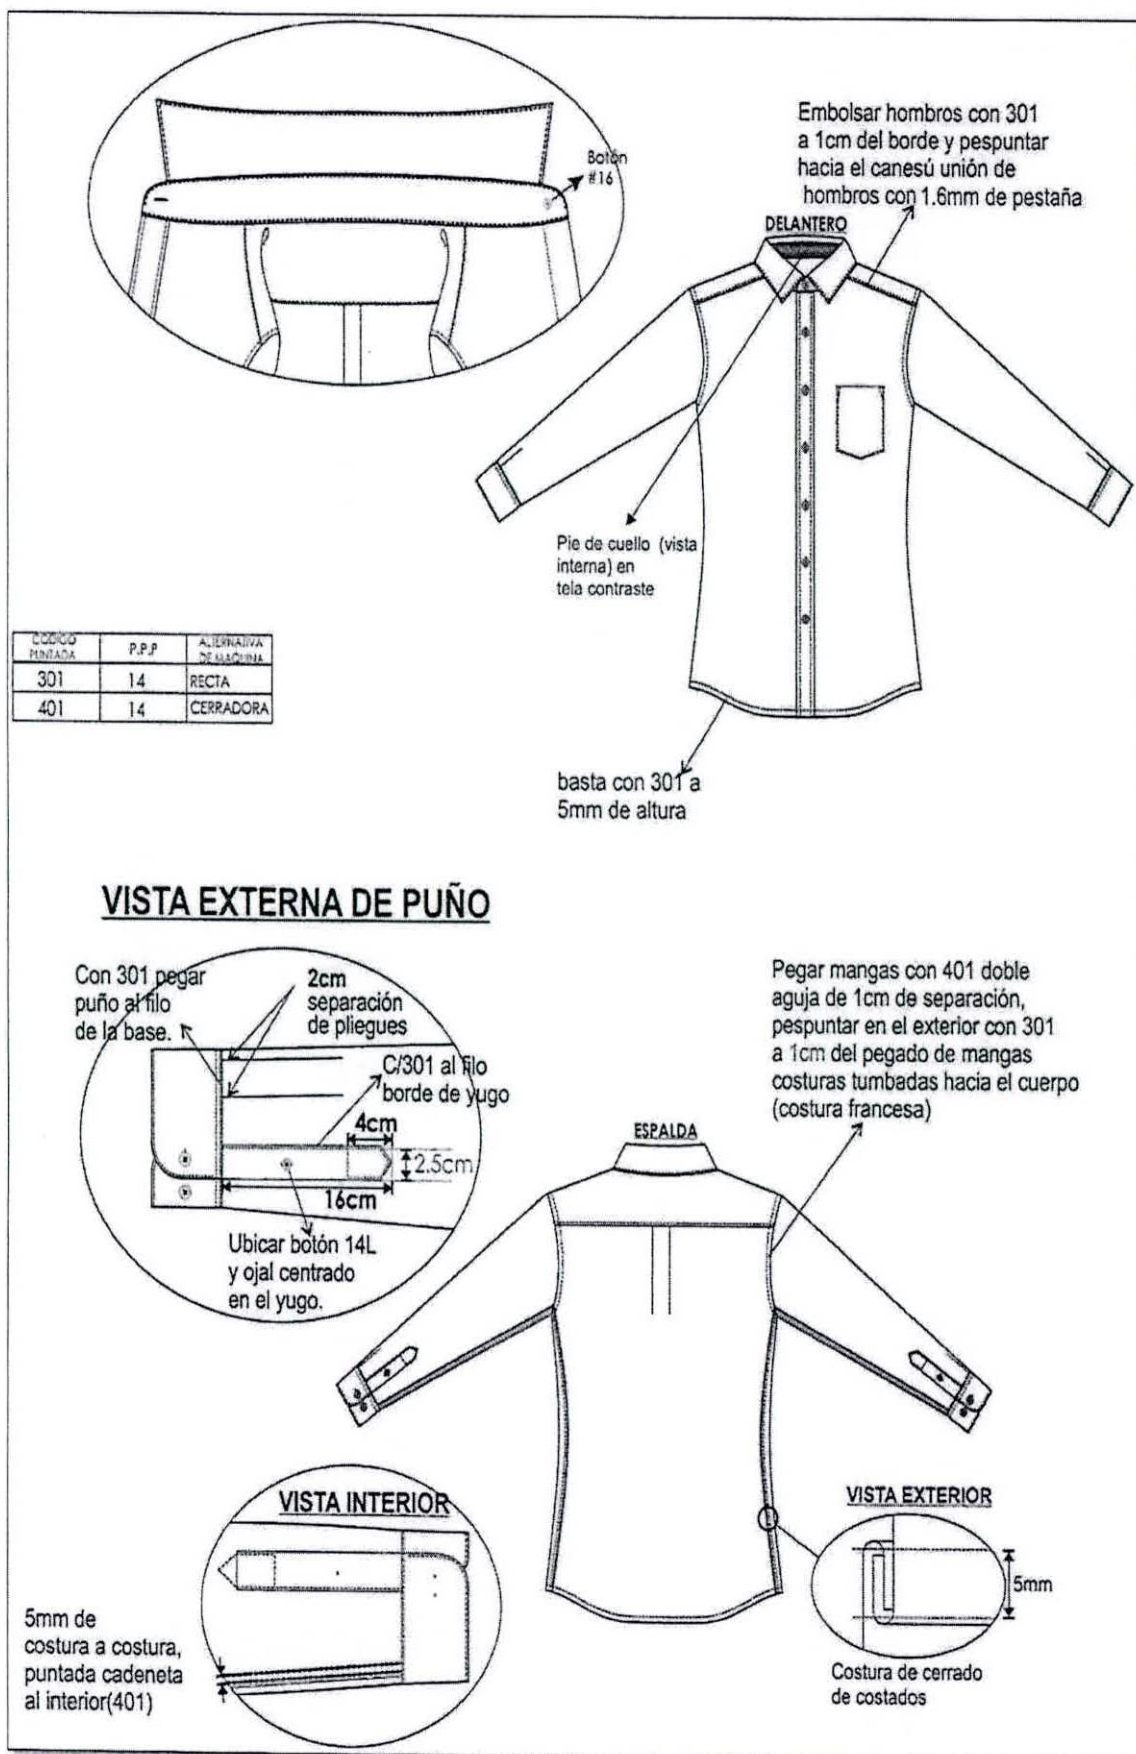 Botón
#16
Embolsar hombros con 301
a 1cm del borde y pespuntar
hacia el canesú unión de
hombros con 1.6mm de pestaña
DELANTERO
Pie de cuello (vista
interna) en
tela contraste
CODIGO PUNTADA P.P.P ALTERNATIVA DE MAQUINA
301 14 RECTA
401 14 CERRADORA
basta con 301 a
5mm de altura
VISTA EXTERNA DE PUÑO
Con 301 pegar
puño al filo
de la base.
2cm
separación
de pliegues
C/301 al filo
borde de yugo
4cm
2.5cm
16cm
Ubicar botón 14L
y ojal centrado
en el yugo.
Pegar mangas con 401 doble
aguja de 1cm de separación,
pespuntar en el exterior con 301
a 1cm del pegado de mangas
costuras tumbadas hacia el cuerpo
(costura francesa)
ESPALDA
VISTA INTERIOR
5mm de
costura a costura,
puntada cadeneta
al interior(401)
VISTA EXTERIOR
5mm
Costura de cerrado
de costados